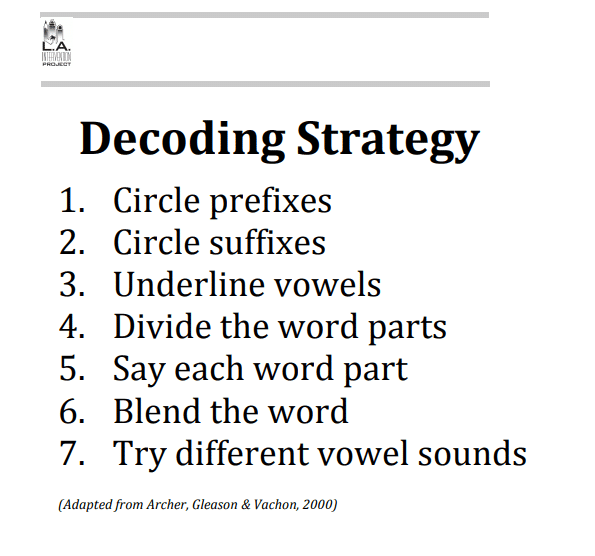 L.A.
INTERVENTION
PROJECT
Decoding Strategy
1. Circle prefixes
2. Circle suffixes
3. Underline vowels
4. Divide the word parts
5. Say each word part
6. Blend the word
7. Try different vowel sounds
(Adapted from Archer, Gleason & Vachon, 2000)